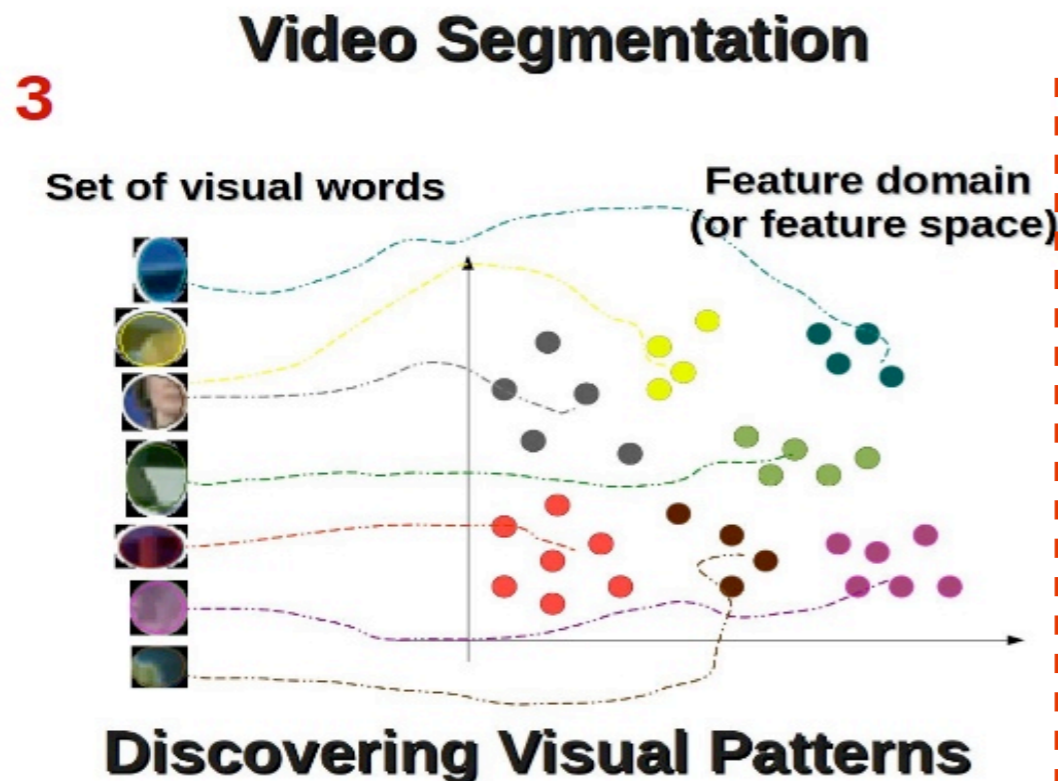 Video Segmentation
3
Set of visual words
Feature domain
(or feature space)
Discovering Visual Patterns